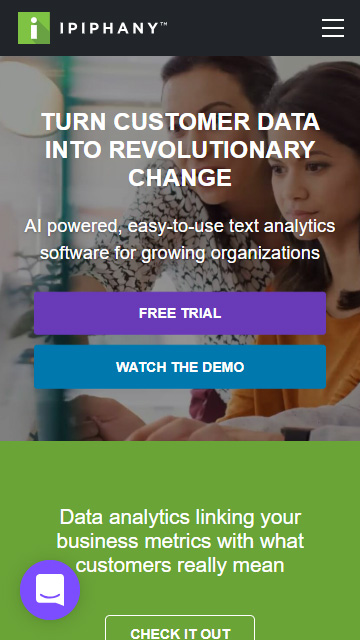 IPIPHANY™
TURN CUSTOMER DATA
INTO REVOLUTIONARY
CHANGE
AI powered, easy-to-use text analytics
software for growing organizations
FREE TRIAL
WATCH THE DEMO
Data analytics linking your
business metrics with what
customers really mean
CHECK IT OUT